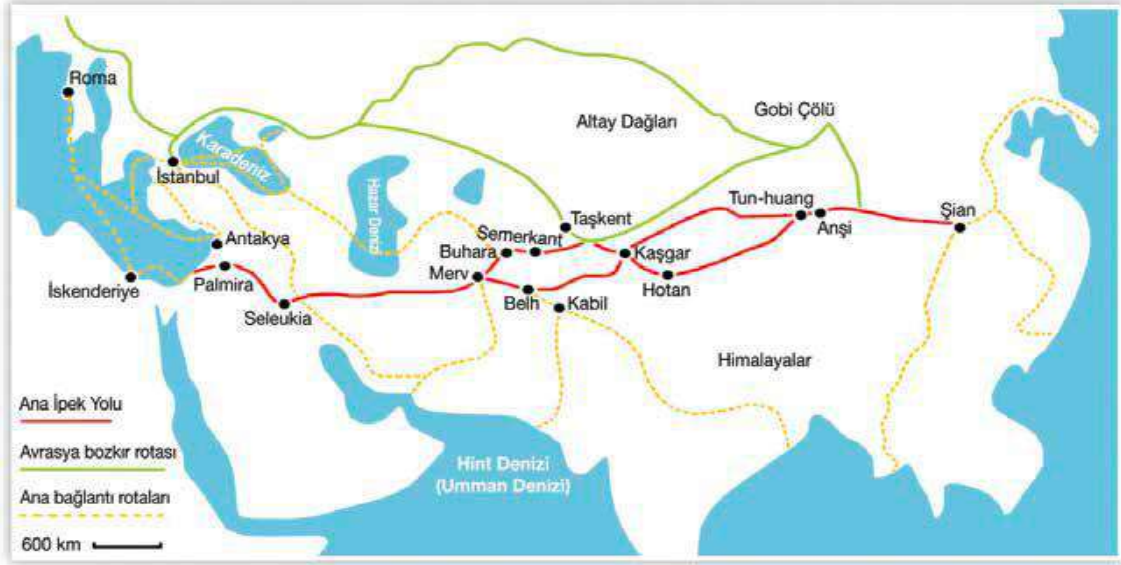 Roma
Karadeniz
İstanbul
Antakya
İskenderiye
Palmira
Seleukia
Hazar Denizi
Altay Dağları
Gobi Çölü
Taşkent
Semerkant
Buhara
Merv
Belh
Kabil
Kaşgar
Hotan
Tun-huang
Anşi
Şian
Himalayalar
Hint Denizi
(Umman Denizi)
Ana İpek Yolu
Avrasya bozkır rotası
Ana bağlantı rotaları
600 km